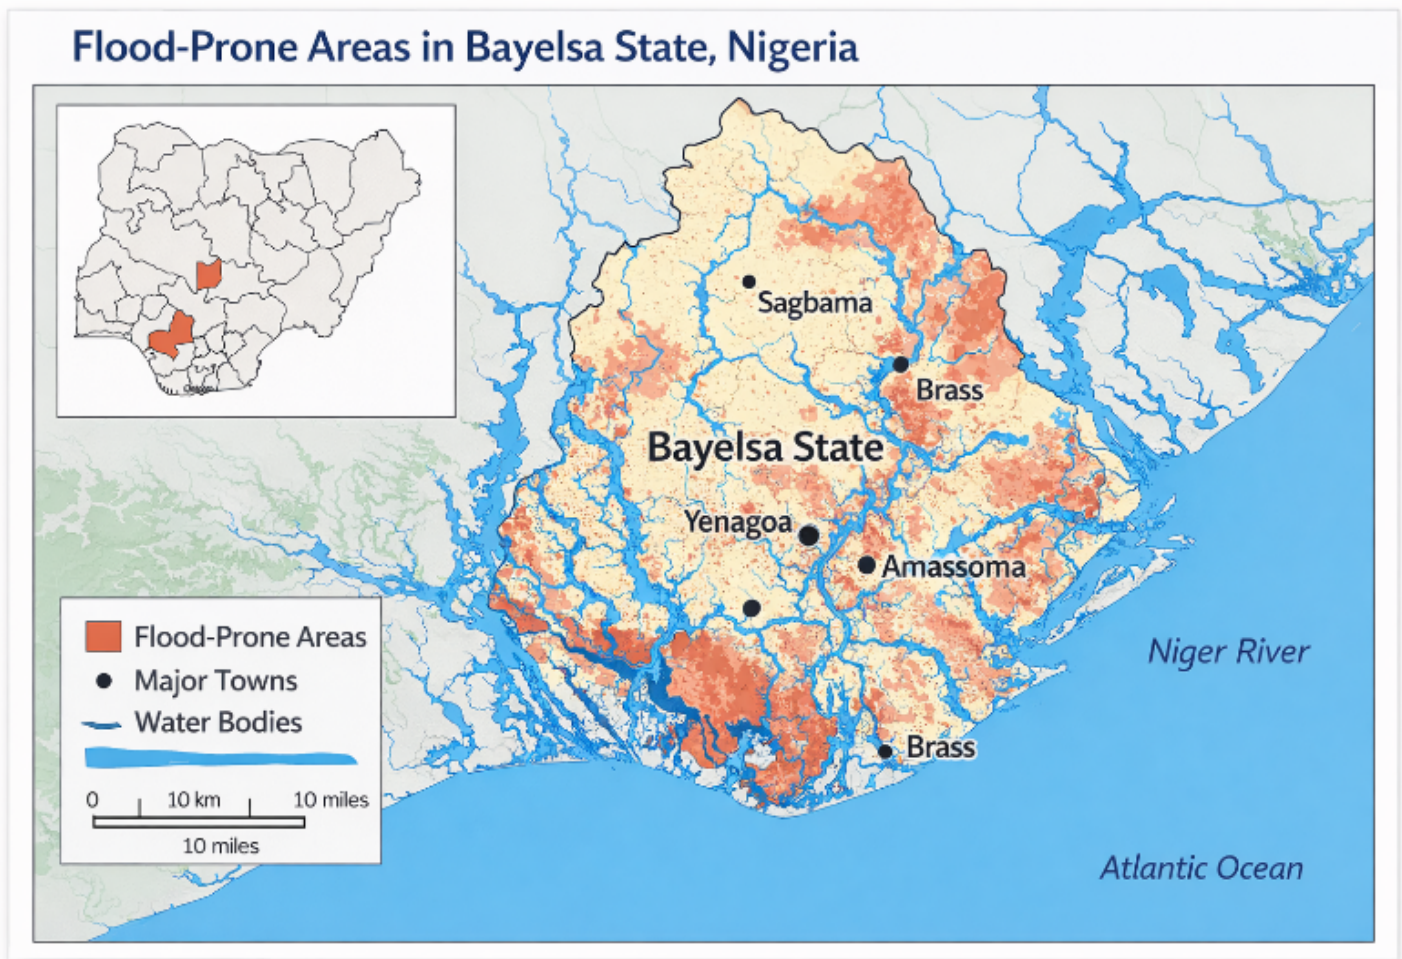 Flood-Prone Areas in Bayelsa State, Nigeria
Sagbama
Brass
Bayelsa State
Yenagoa
Amassoma
Niger River
Brass
Atlantic Ocean
Flood-Prone Areas
Major Towns
Water Bodies
0 10 km 10 miles
10 miles